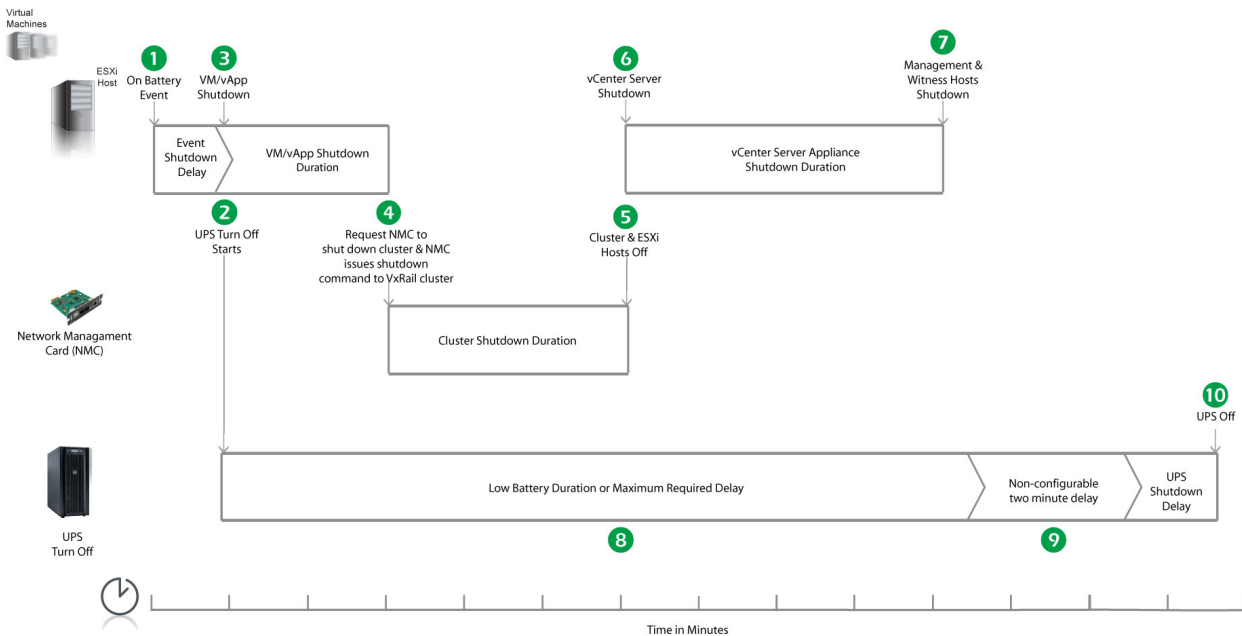 Virtual
Machines
ESXi
Host
1
On Battery
Event
3
VM/vApp
Shutdown
6
vCenter Server
Shutdown
7
Management &
Witness Hosts
Shutdown
Event
Shutdown
Delay
VM/vApp Shutdown
Duration
vCenter Server Appliance
Shutdown Duration
2
UPS Turn Off
Starts
4
Request NMC to
shut down cluster & NMC
issues shutdown
command to VxRail cluster
5
Cluster & ESXi
Hosts Off
Network Managament
Card (NMC)
Cluster Shutdown Duration
10
UPS Off
UPS
Turn Off
Low Battery Duration or Maximum Required Delay
Non-configurable
two minute delay
UPS
Shutdown
Delay
8
9
Time in Minutes